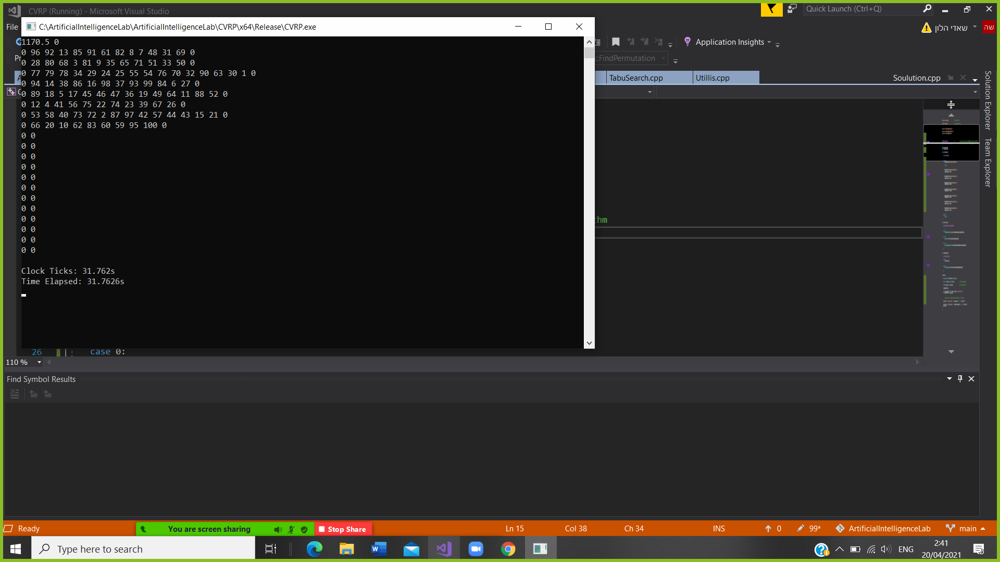 CVRP (Running) - Microsoft Visual Studio
Quick Launch (Ctrl+Q)
File
C:\ArtificialIntelligenceLab\ArtificialIntelligenceLab\CVRP\x64\Release\CVRP.exe
שאדי הלון
שה
Application Insights
Pr
::FindPermutation
TabuSearch.cpp
Utillis.cpp
Soulution.cpp
Solution Explorer
Team Explorer
1170.5 0
0 96 92 13 85 91 61 82 8 7 48 31 69 0
0 28 80 68 3 81 9 35 65 71 51 33 50 0
0 77 79 78 34 29 24 25 55 54 76 70 32 90 63 30 1 0
0 94 14 38 86 16 98 37 93 99 84 6 27 0
0 89 18 5 17 45 46 47 36 19 49 64 11 88 52 0
0 12 4 41 56 75 22 74 23 39 67 26 0
0 53 58 40 73 72 2 87 97 42 57 44 43 15 21 0
0 66 20 10 62 83 60 59 95 100 0
0 0
0 0
0 0
0 0
0 0
0 0
0 0
0 0
0 0
0 0
0 0
0 0
Clock Ticks: 31.762s
Time Elapsed: 31.7626s
thm
26 case 0:
110 %
Find Symbol Results
Ready
You are screen sharing
Stop Share
Ln 15
Col 38
Ch 34
INS
0
99*
ArtificialIntelligenceLab
main
Type here to search
ENG
2:41
20/04/2021